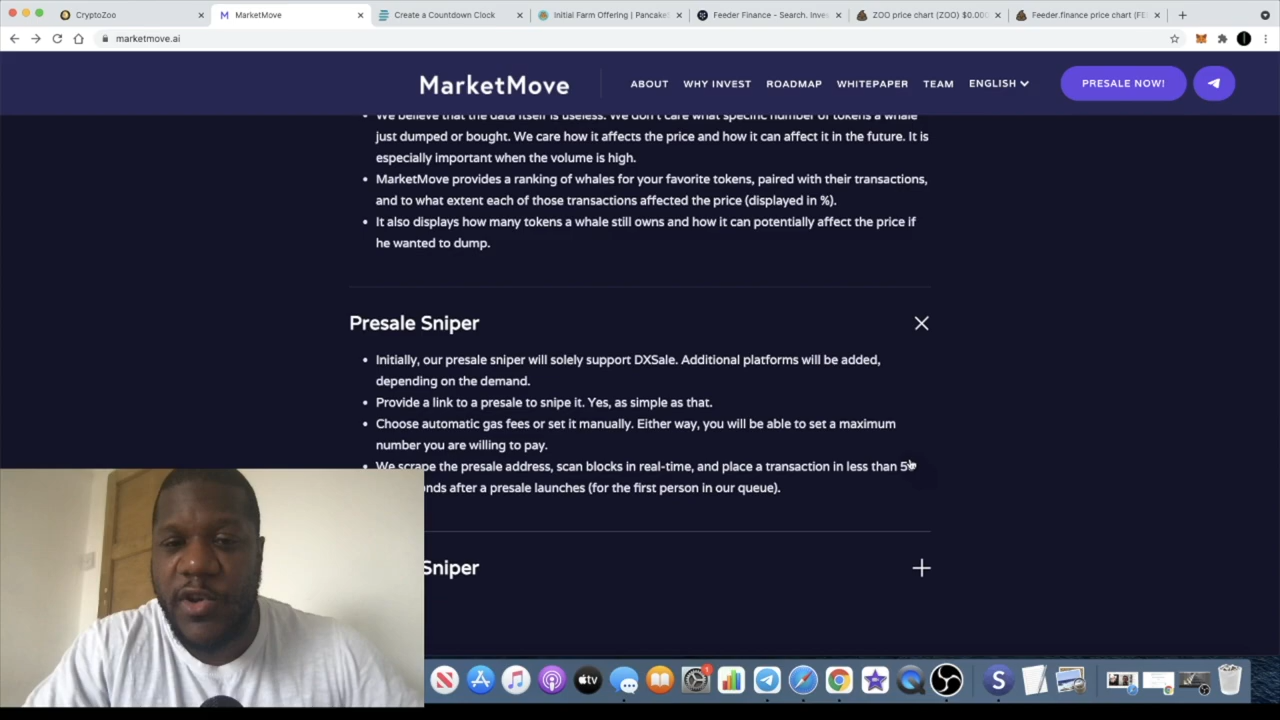 CryptoZoo
MarketMove
Create a Countdown Clock
Initial Farm Offering | Pancake
Feeder Finance - Search. Inves
ZOO price chart (ZOO) $0.000
Feeder.finance price chart (FE
marketmove.ai
MarketMove
ABOUT
WHY INVEST
ROADMAP
WHITEPAPER
TEAM
ENGLISH
PRESALE NOW!
We believe that the data itself is useless. We don't care what specific number of tokens a whale
just dumped or bought. We care how it affects the price and how it can affect it in the future. It is
especially important when the volume is high.
MarketMove provides a ranking of whales for your favorite tokens, paired with their transactions,
and to what extent each of those transactions affected the price (displayed in %).
It also displays how many tokens a whale still owns and how it can potentially affect the price if
he wanted to dump.
Presale Sniper
Initially, our presale sniper will solely support DXSale. Additional platforms will be added,
depending on the demand.
Provide a link to a presale to snipe it. Yes, as simple as that.
Choose automatic gas fees or set it manually. Either way, you will be able to set a maximum
number you are willing to pay.
We scrape the presale address, scan blocks in real-time, and place a transaction in less than
onds after a presale launches (for the first person in our queue).
Sniper
tv
1
S